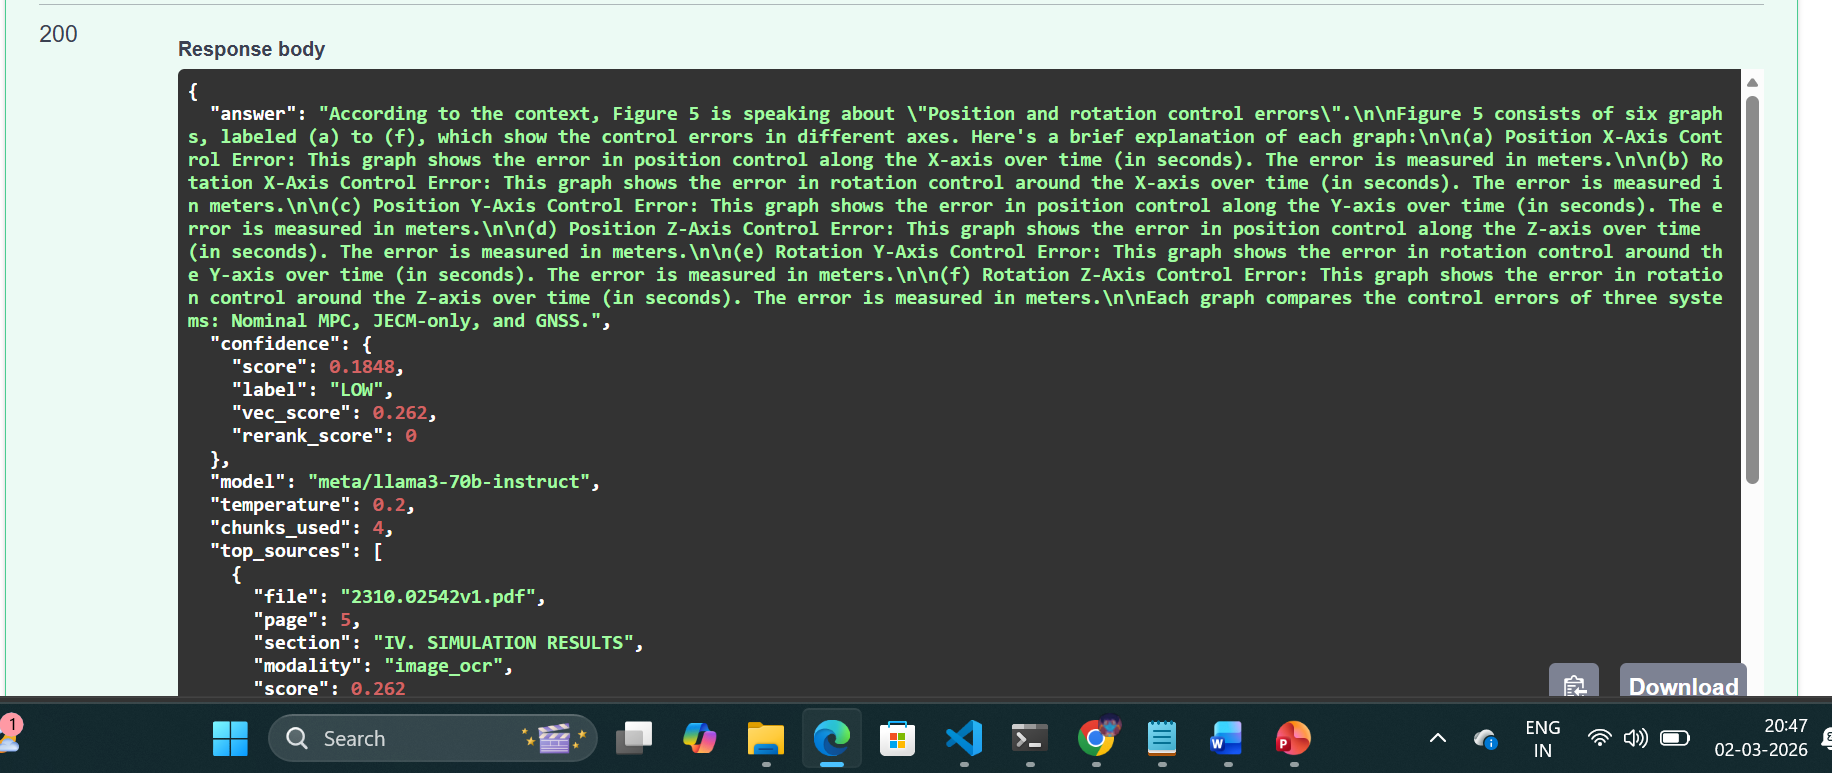 200
Response body
{
"answer": "According to the context, Figure 5 is speaking about \"Position and rotation control errors\".\n\nFigure 5 consists of six graph
s, labeled (a) to (f), which show the control errors in different axes. Here's a brief explanation of each graph:\n\n(a) Position X-Axis Cont
rol Error: This graph shows the error in position control along the X-axis over time (in seconds). The error is measured in meters.\n\n(b) Ro
tation X-Axis Control Error: This graph shows the error in rotation control around the X-axis over time (in seconds). The error is measured i
n meters.\n\n(c) Position Y-Axis Control Error: This graph shows the error in position control along the Y-axis over time (in seconds). The e
rror is measured in meters.\n\n(d) Position Z-Axis Control Error: This graph shows the error in position control along the Z-axis over time
(in seconds). The error is measured in meters.\n\n(e) Rotation Y-Axis Control Error: This graph shows the error in rotation control around th
e Y-axis over time (in seconds). The error is measured in meters.\n\n(f) Rotation Z-Axis Control Error: This graph shows the error in rotatio
n control around the Z-axis over time (in seconds). The error is measured in meters.\n\nEach graph compares the control errors of three syste
ms: Nominal MPC, JECM-only, and GNSS.",
"confidence": {
"score": 0.1848,
"label": "LOW",
"vec_score": 0.262,
"rerank_score": 0
},
"model": "meta/llama3-70b-instruct",
"temperature": 0.2,
"chunks_used": 4,
"top_sources": [
{
"file": "2310.02542v1.pdf",
"page": 5,
"section": "IV. SIMULATION RESULTS",
"modality": "image_ocr",
"score": 0.262
Download
1
Search
W
P
ENG
IN
20:47
02-03-2026